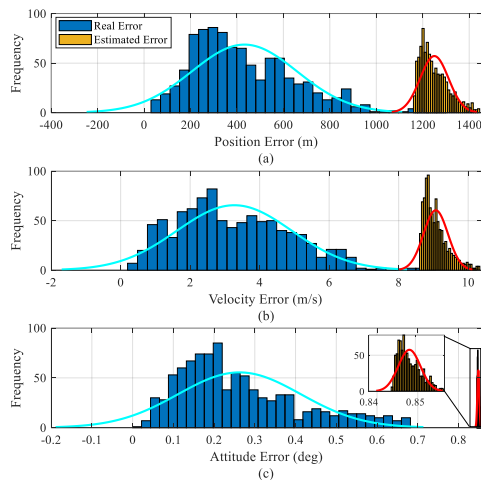 Real Error
Estimated Error
Frequency
100
50
0
-400 -200 0 200 400 600 800 1000 1200 1400
Position Error (m)
(a)
Frequency
100
50
0
-2 0 2 4 6 8 10
Velocity Error (m/s)
(b)
Frequency
100
50
0
50
0
0.84 0.85
-0.2 -0.1 0 0.1 0.2 0.3 0.4 0.5 0.6 0.7 0.8
Attitude Error (deg)
(c)